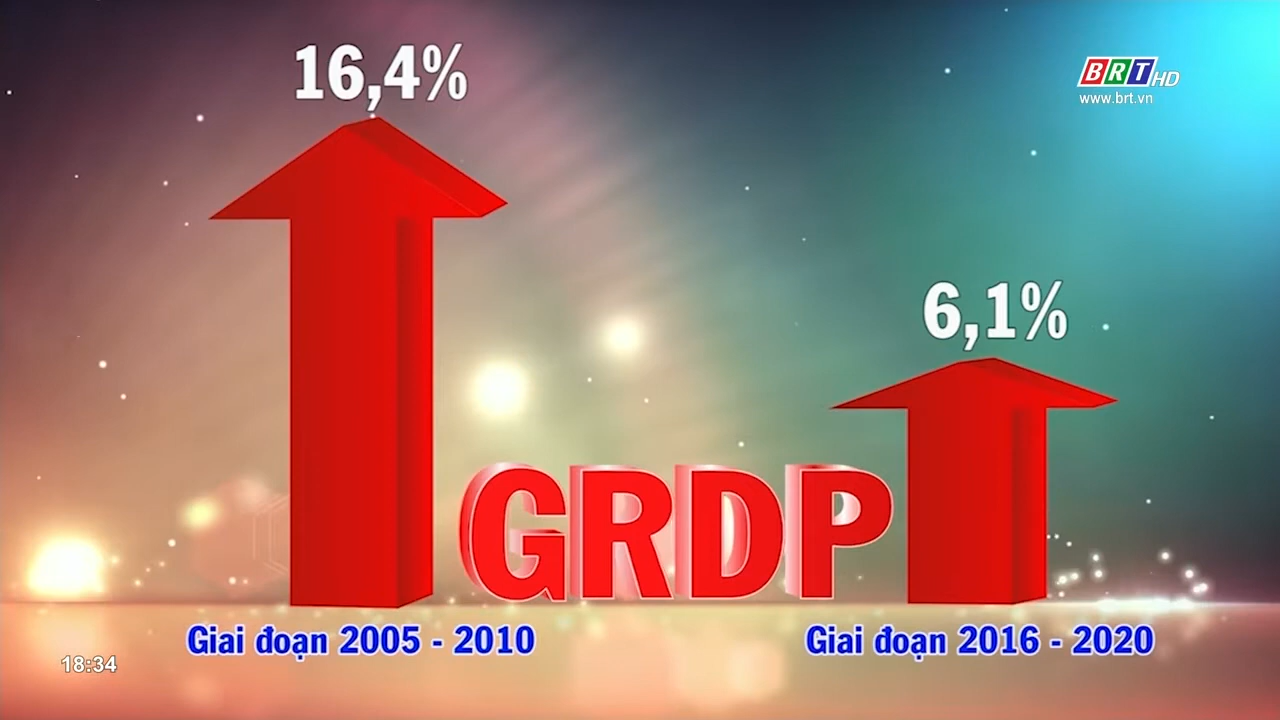 16,4%
BRT HD
www.brt.vn
6,1%
GRDP
Giai đoạn 2005 - 2010
Giai đoạn 2016 - 2020
18:34